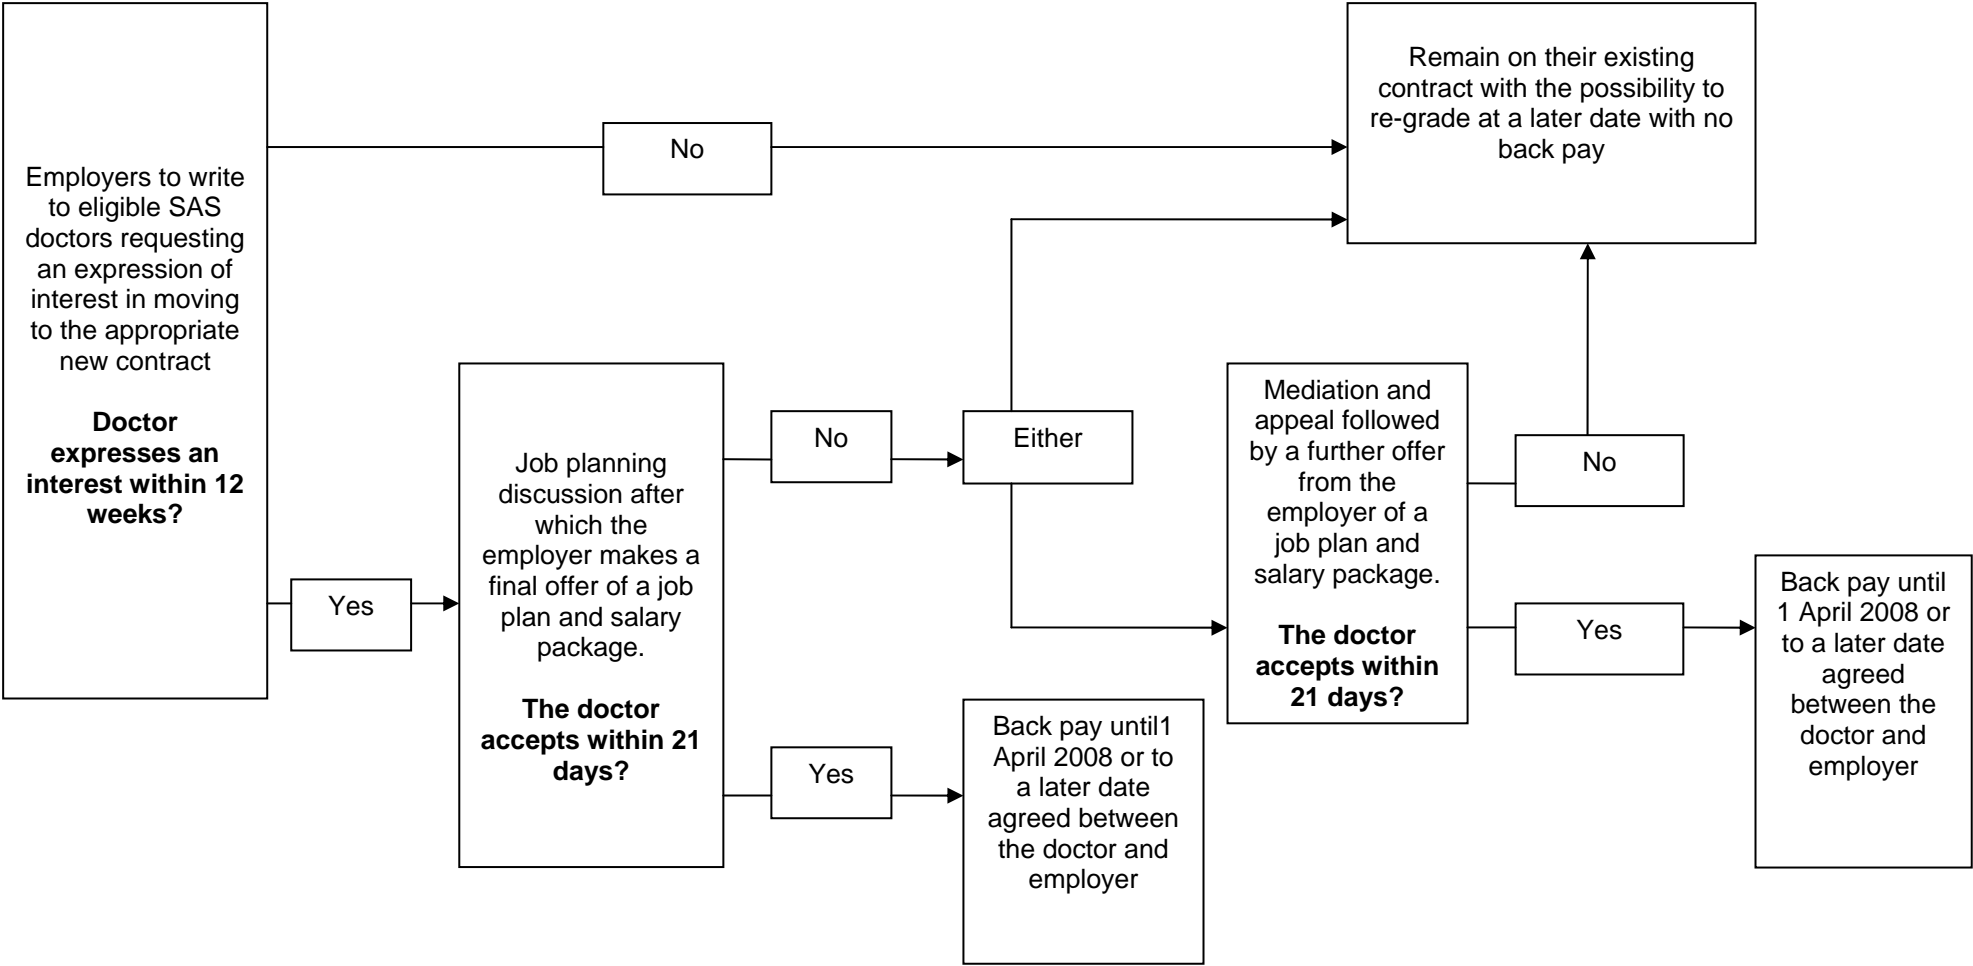 Employers to write
to eligible SAS
doctors requesting
an expression of
interest in moving
to the appropriate
new contract
Doctor
expresses an
interest within 12
weeks?
No
Remain on their existing
contract with the possibility to
re-grade at a later date with no
back pay
Yes
Job planning
discussion after
which the
employer makes a
final offer of a job
plan and salary
package.
The doctor
accepts within 21
days?
No
Either
Yes
Back pay until1
April 2008 or to
a later date
agreed between
the doctor and
employer
Mediation and
appeal followed
by a further offer
from the
employer of a
job plan and
salary package.
The doctor
accepts within
21 days?
No
Yes
Back pay until
1 April 2008 or
to a later date
agreed
between the
doctor and
employer